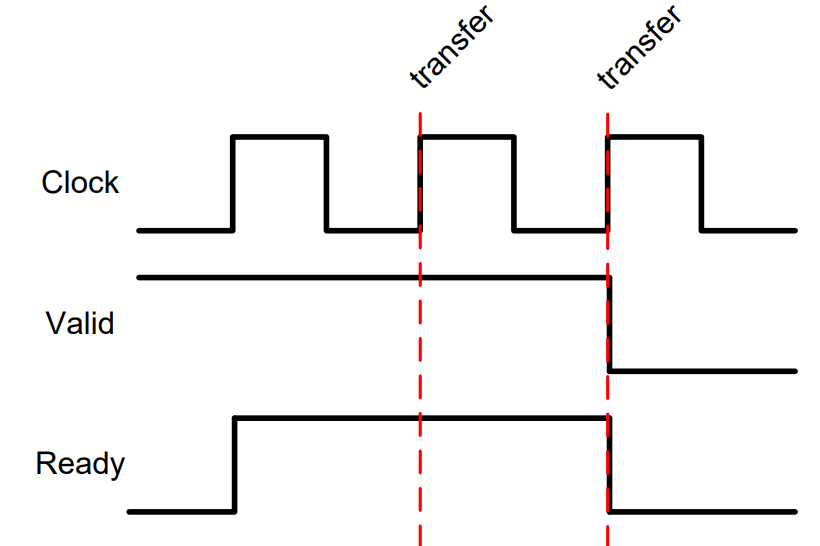 transfer
transfer
Clock
Valid
Ready